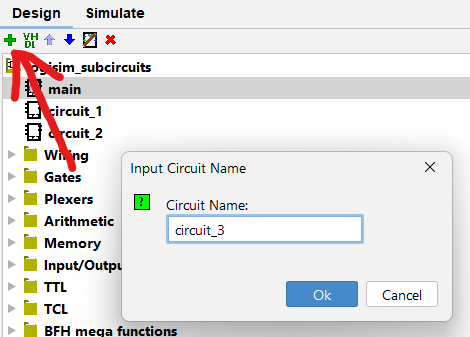 Design Simulate
VH
DL
logisim_subcircuits
main
circuit_1
circuit_2
Wiring
Gates
Plexers
Arithmetic
Memory
Input/Outpu
TTL
TCL
BFH mega functions
Input Circuit Name
?
Circuit Name:
circuit_3
Ok Cancel